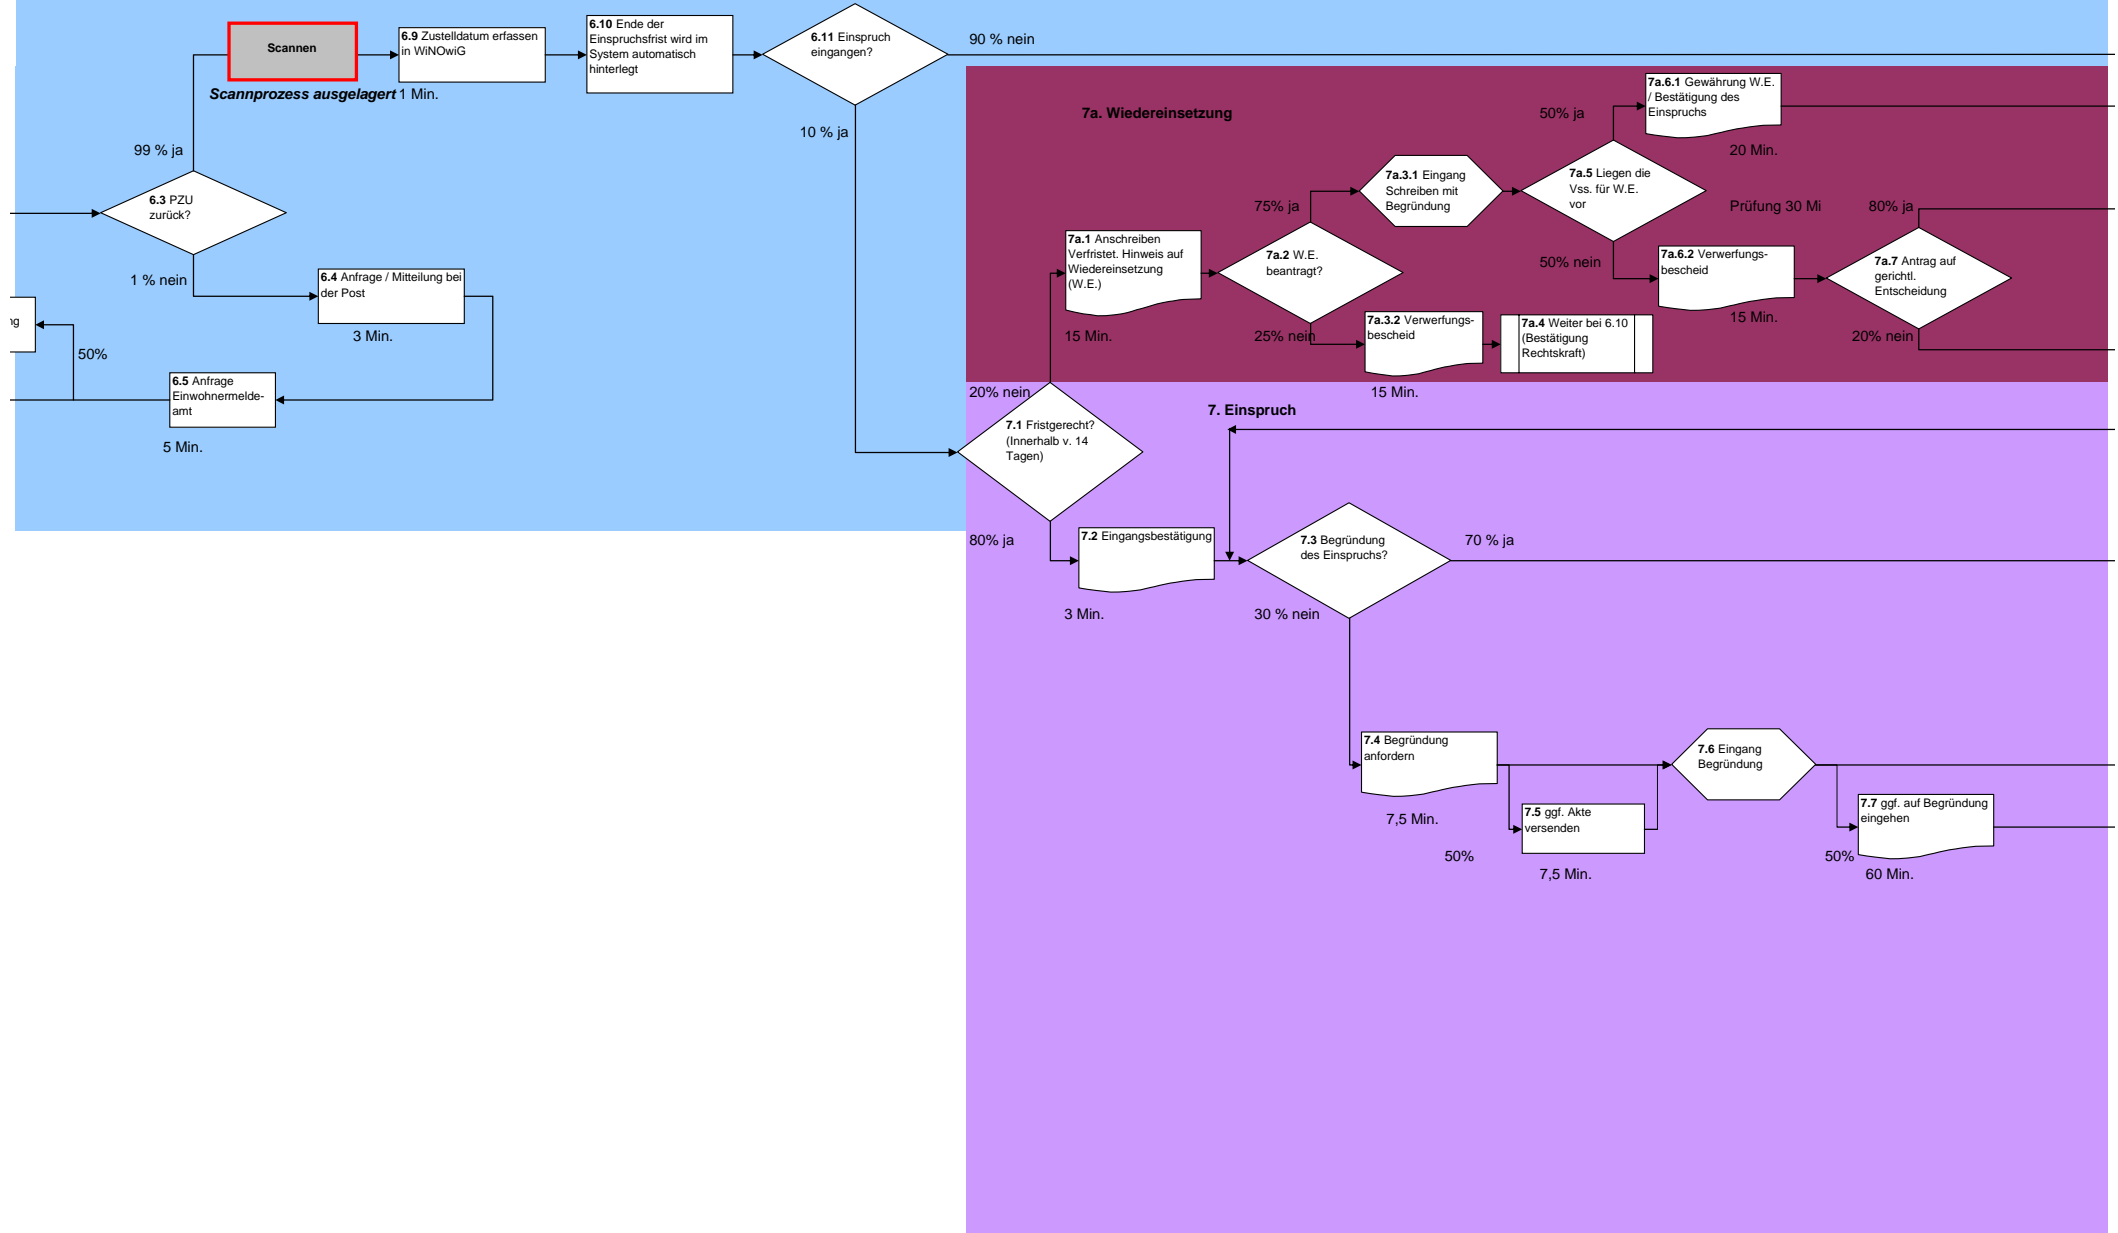 Scannen
Scannprozess ausgelagert
6.9 Zustelldatum erfassen
in WiNOwiG
1 Min.
6.10 Ende der
Einspruchsfrist wird im
System automatisch
hinterlegt
6.11 Einspruch
eingangen?
90 % nein
10 % ja
99 % ja
6.3 PZU
zurück?
1 % nein
6.4 Anfrage / Mitteilung bei
der Post
3 Min.
ng
50%
6.5 Anfrage
Einwohnermelde-
amt
5 Min.
7a. Wiedereinsetzung
7a.1 Anschreiben
Verfristet. Hinweis auf
Wiedereinsetzung
(W.E.)
15 Min.
7a.2 W.E.
beantragt?
75% ja
25% nein
7a.3.1 Eingang
Schreiben mit
Begründung
7a.3.2 Verwerfungs-
bescheid
15 Min.
7a.4 Weiter bei 6.10
(Bestätigung
Rechtskraft)
7a.5 Liegen die
Vss. für W.E.
vor
50% ja
50% nein
7a.6.1 Gewährung W.E.
/ Bestätigung des
Einspruchs
20 Min.
Prüfung 30 Mi
7a.6.2 Verwerfungs-
bescheid
15 Min.
7a.7 Antrag auf
gerichtl.
Entscheidung
80% ja
20% nein
20% nein
7. Einspruch
7.1 Fristgerecht?
(Innerhalb v. 14
Tagen)
80% ja
7.2 Eingangsbestätigung
3 Min.
7.3 Begründung
des Einspruchs?
70 % ja
30 % nein
7.4 Begründung
anfordern
7,5 Min.
7.5 ggf. Akte
versenden
50%
7,5 Min.
7.6 Eingang
Begründung
7.7 ggf. auf Begründung
eingehen
50%
60 Min.